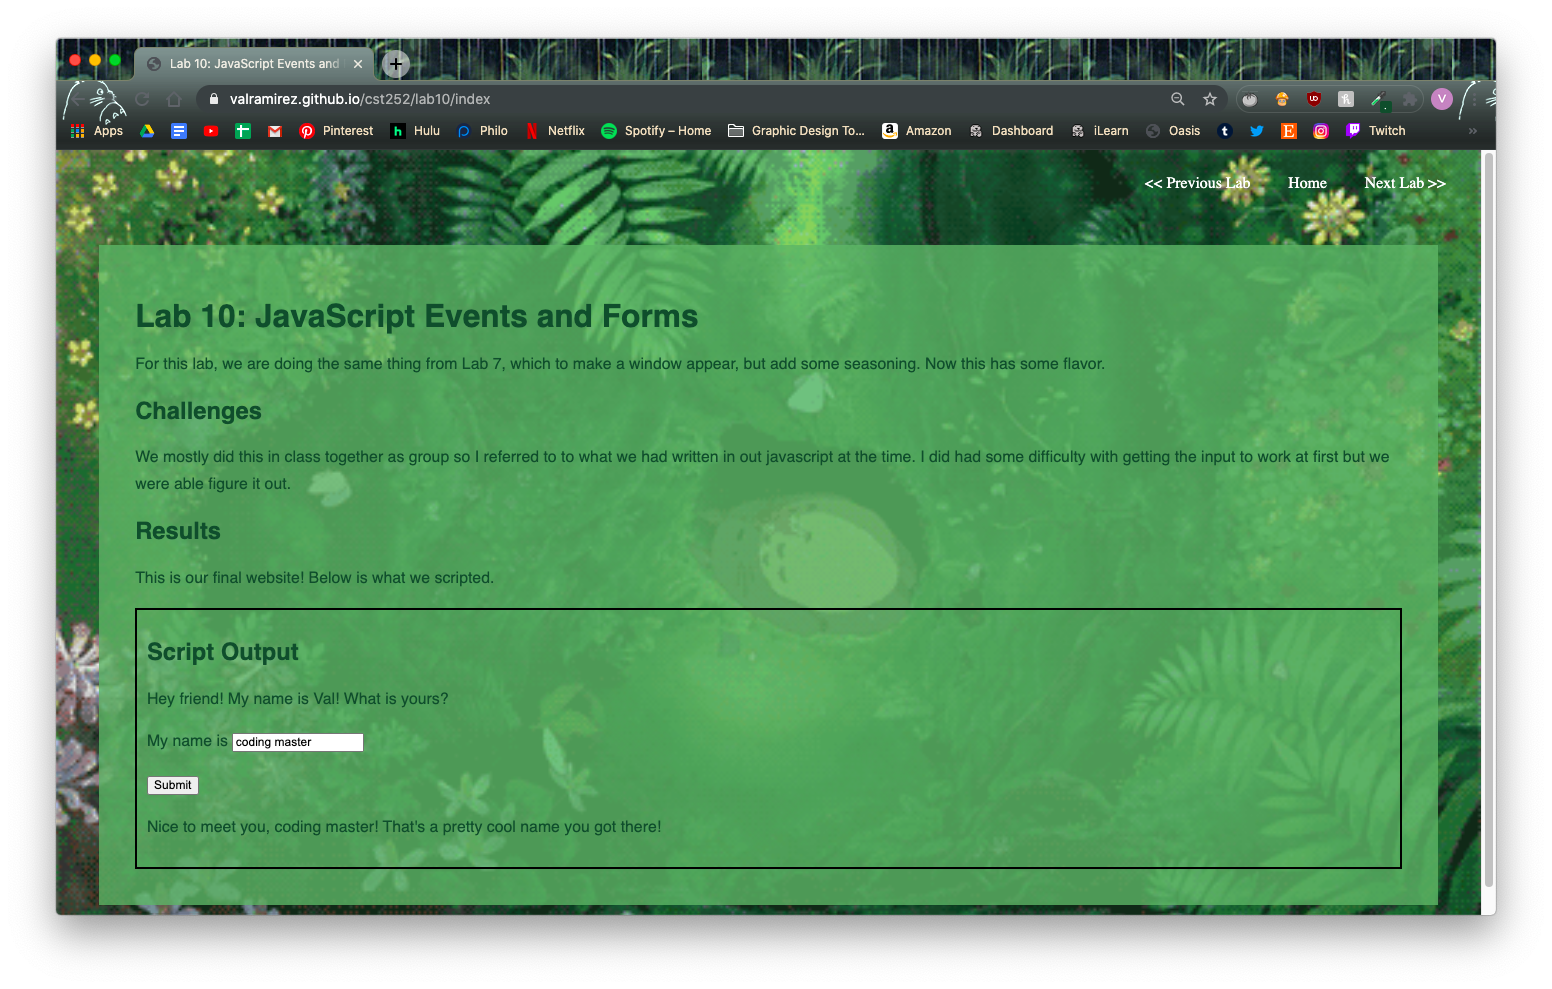 Lab 10: JavaScript Events and
valramirez.github.io/cst252/lab10/index
V
Apps Pinterest Hulu Philo Netflix Spotify – Home Graphic Design To... Amazon Dashboard iLearn Oasis Twitch »
<< Previous Lab Home Next Lab >>
Lab 10: JavaScript Events and Forms
For this lab, we are doing the same thing from Lab 7, which to make a window appear, but add some seasoning. Now this has some flavor.
Challenges
We mostly did this in class together as group so I referred to to what we had written in out javascript at the time. I did had some difficulty with getting the input to work at first but we
were able figure it out.
Results
This is our final website! Below is what we scripted.
Script Output
Hey friend! My name is Val! What is yours?
My name is coding master
Submit
Nice to meet you, coding master! That's a pretty cool name you got there!